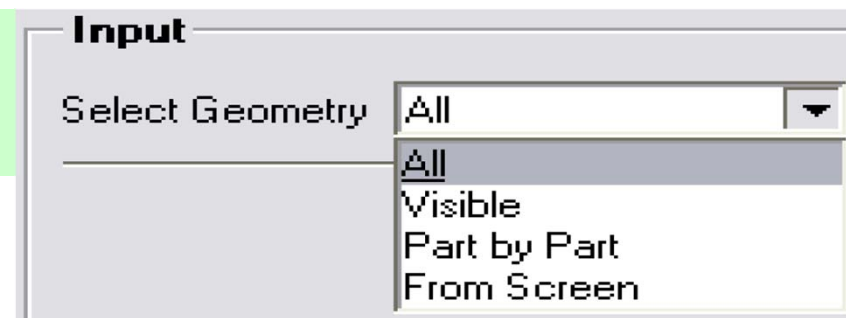 Input
Select Geometry All
All
Visible
Part by Part
From Screen